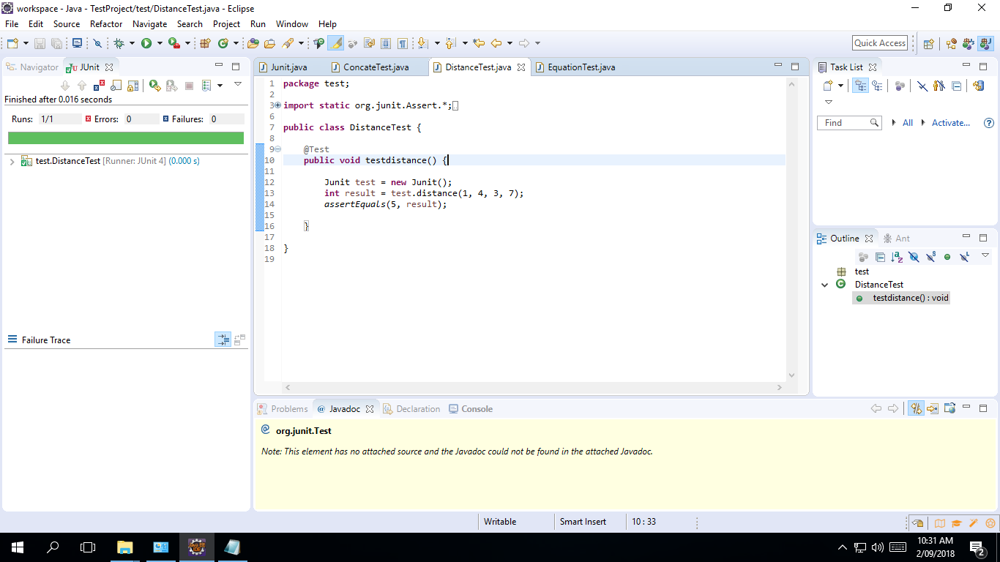 workspace - Java - TestProject/test/DistanceTest.java - Eclipse
File Edit Source Refactor Navigate Search Project Run Window Help
Quick Access
Navigator JUnit
Finished after 0.016 seconds
Runs: 1/1 Errors: 0 Failures: 0
test.DistanceTest [Runner: JUnit 4] (0.000 s)
Failure Trace
Junit.java ConcateTest.java DistanceTest.java EquationTest.java
1 package test;
2
3 import static org.junit.Assert.*;
6
7 public class DistanceTest {
8
9 @Test
10 public void testdistance() {
11
12 Junit test = new Junit();
13 int result = test.distance(1, 4, 3, 7);
14 assertEquals(5, result);
15
16 }
17
18 }
19
Problems @ Javadoc Declaration Console
@ org.junit.Test
Note: This element has no attached source and the Javadoc could not be found in the attached Javadoc.
Task List
Find All Activate...
Outline Ant
test
DistanceTest
testdistance() : void
Writable Smart Insert 10 : 33
10:31 AM
2/09/2018
2